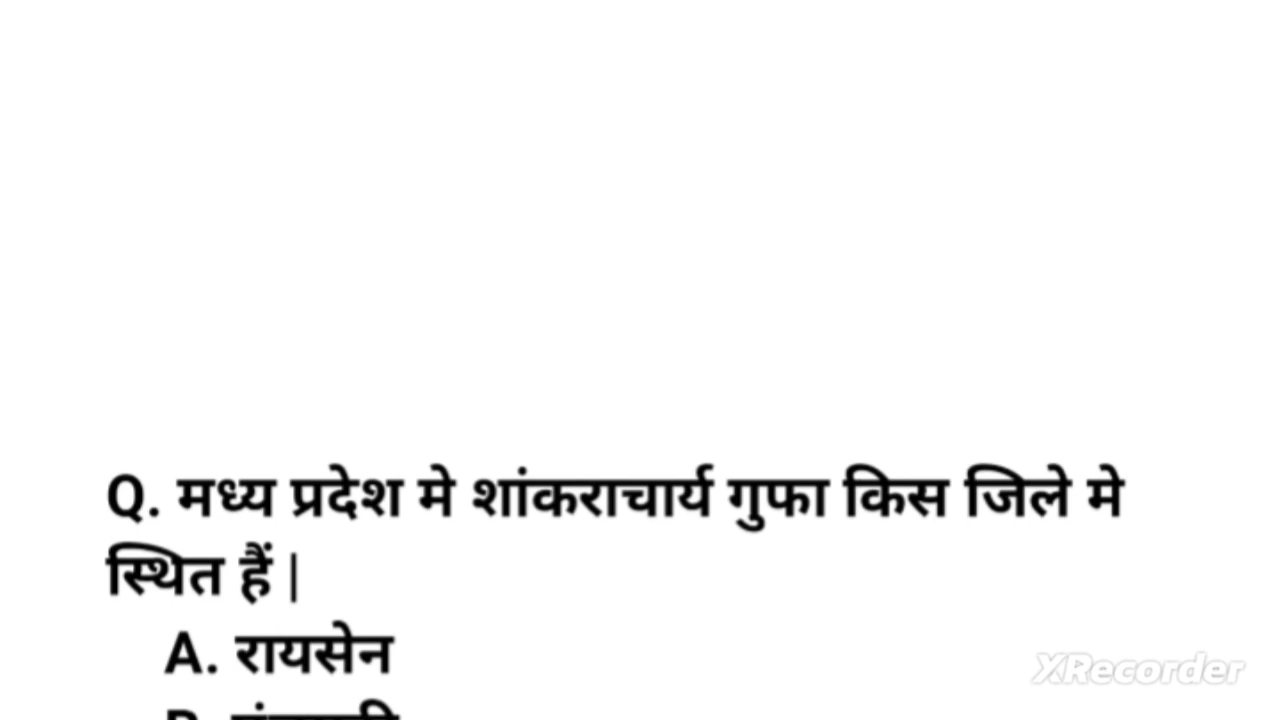 Q. मध्य प्रदेश मे शांकराचार्य गुफा किस जिले मे
स्थित हैं |
A. रायसेन
XRecorder